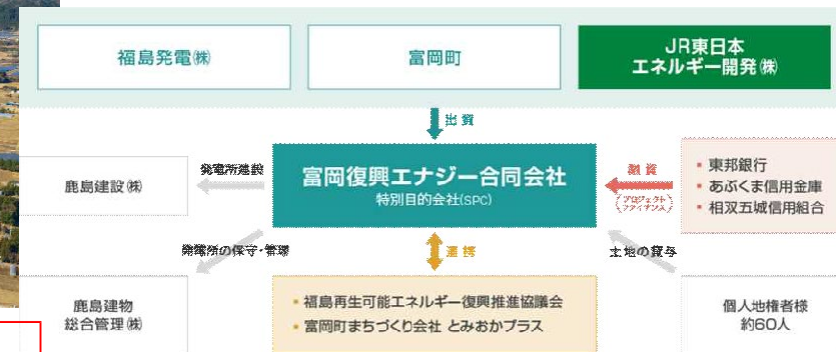 福島発電㈱
富岡町
JR東日本
エネルギー開発㈱
出資
鹿島建設㈱
発電所建設
富岡復興エナジー合同会社
特別目的会社(SPC)
融資
(プロジェクト
ファイナンス)
• 東邦銀行
• あぶくま信用金庫
• 相双五城信用組合
発電所の保守・管理
連携
土地の貸与
鹿島建物
総合管理㈱
• 福島再生可能エネルギー復興推進協議会
• 富岡町まちづくり会社 とみおかプラス
個人地権者様
約60人